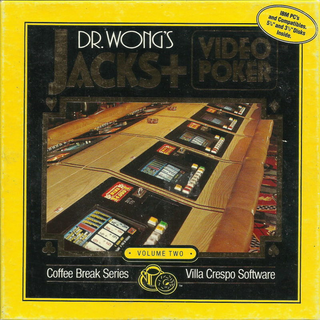 IBM PC's
and Compatibles.
5¼" and 3½" Disks
Inside.
DR. WONG'S
JACKS+
VIDEO
POKER
VOLUME TWO
Coffee Break Series
Villa Crespo Software